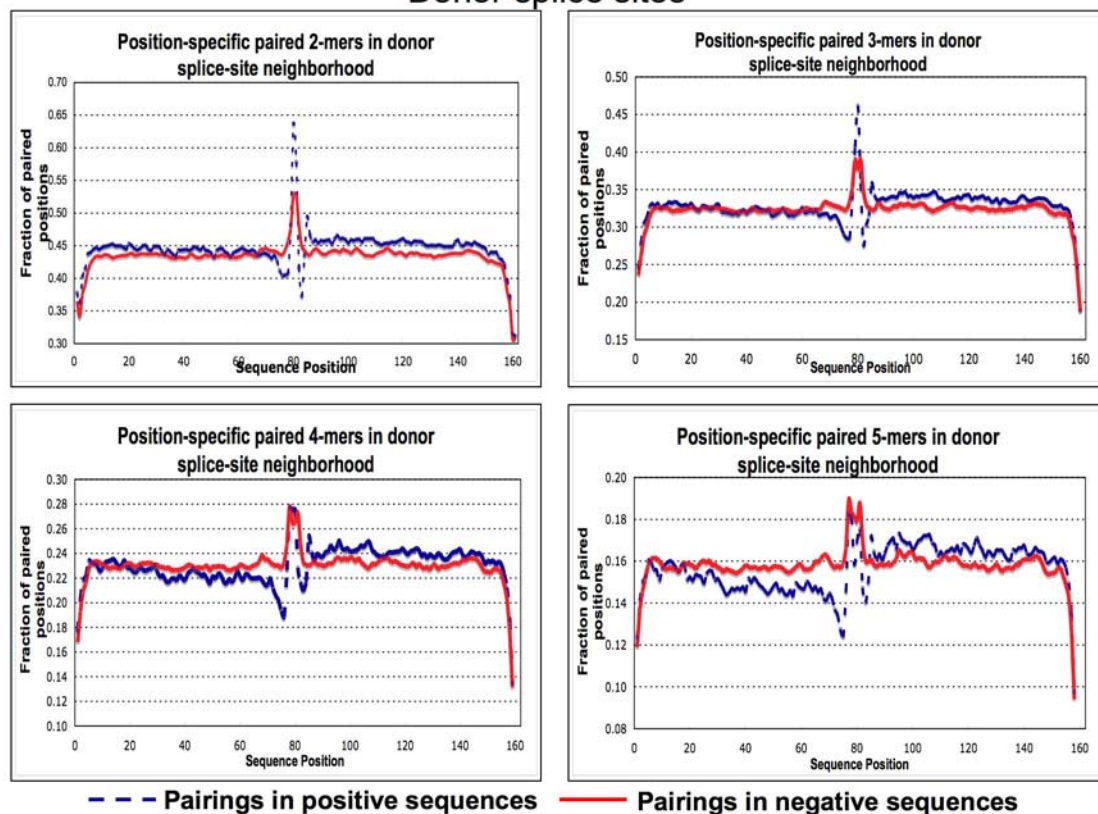 Donor splice sites
Position-specific paired 2-mers in donor
splice-site neighborhood
Fraction of paired
positions
0.70
0.65
0.60
0.55
0.50
0.45
0.40
0.35
0.30
0 20 40 60 80 100 120 140 160
Sequence Position
Position-specific paired 3-mers in donor
splice-site neighborhood
Fraction of paired
positions
0.50
0.45
0.40
0.35
0.30
0.25
0.20
0.15
0 20 40 60 80 100 120 140 160
Sequence Position
Position-specific paired 4-mers in donor
splice-site neighborhood
Fraction of paired
positions
0.30
0.28
0.26
0.24
0.22
0.20
0.18
0.16
0.14
0.12
0.10
0 20 40 60 80 100 120 140 160
Sequence Position
Position-specific paired 5-mers in donor
splice-site neighborhood
Fraction of paired
positions
0.20
0.18
0.16
0.14
0.12
0.10
0.08
0 20 40 60 80 100 120 140 160
Sequence Position
Pairings in positive sequences Pairings in negative sequences